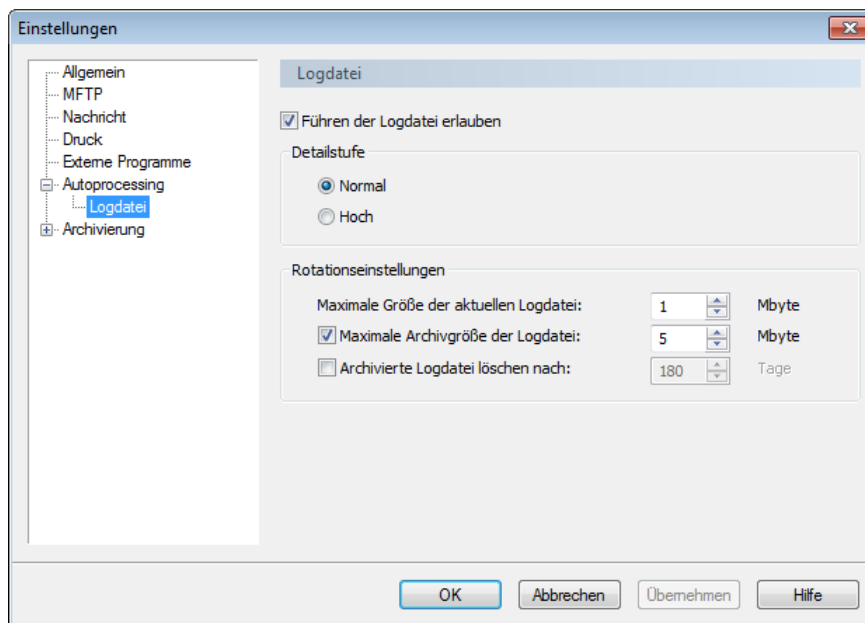 Einstellungen
Allgemein
MFTP
Nachricht
Druck
Externe Programme
Autoprocessing
Logdatei
Archivierung
Logdatei
Führen der Logdatei erlauben
Detailstufe
Normal
Hoch
Rotationseinstellungen
Maximale Größe der aktuellen Logdatei: 1 Mbyte
Maximale Archivgröße der Logdatei: 5 Mbyte
Archivierte Logdatei löschen nach: 180 Tage
OK Abbrechen Übernehmen Hilfe